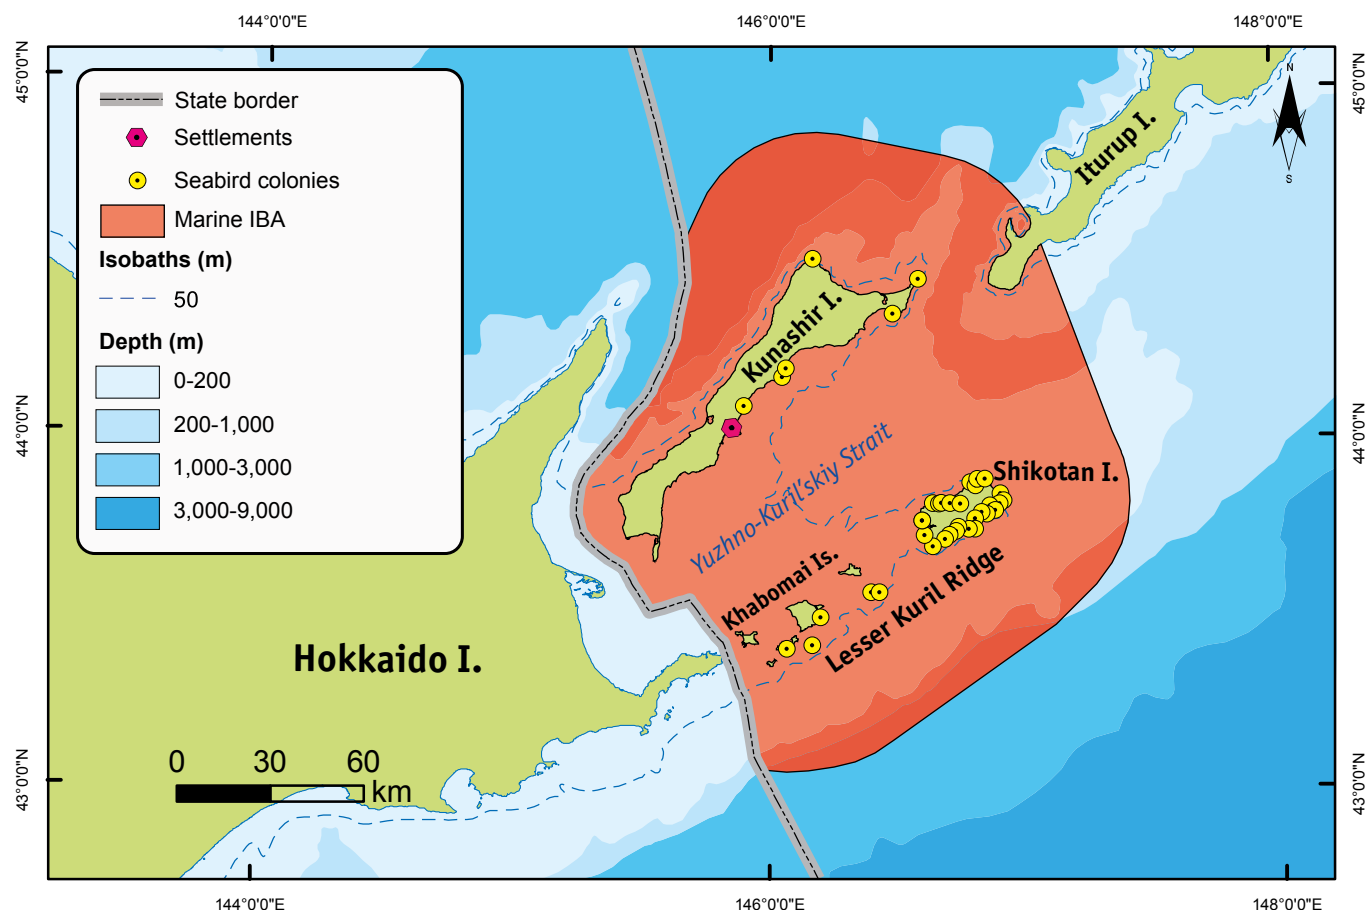 144°0'0"E
146°0'0"E
148°0'0"E
45°0'0"N
45°0'0"N
State border
Settlements
Seabird colonies
Marine IBA
Isobaths (m)
50
Depth (m)
0-200
200-1,000
1,000-3,000
3,000-9,000
N
S
Iturup I.
Kunashir I.
44°0'0"N
44°0'0"N
Yuzhno-Kuril'skiy Strait
Shikotan I.
Khabomai Is.
Lesser Kuril Ridge
Hokkaido I.
0 30 60
km
43°0'0"N
43°0'0"N
144°0'0"E
146°0'0"E
148°0'0"E